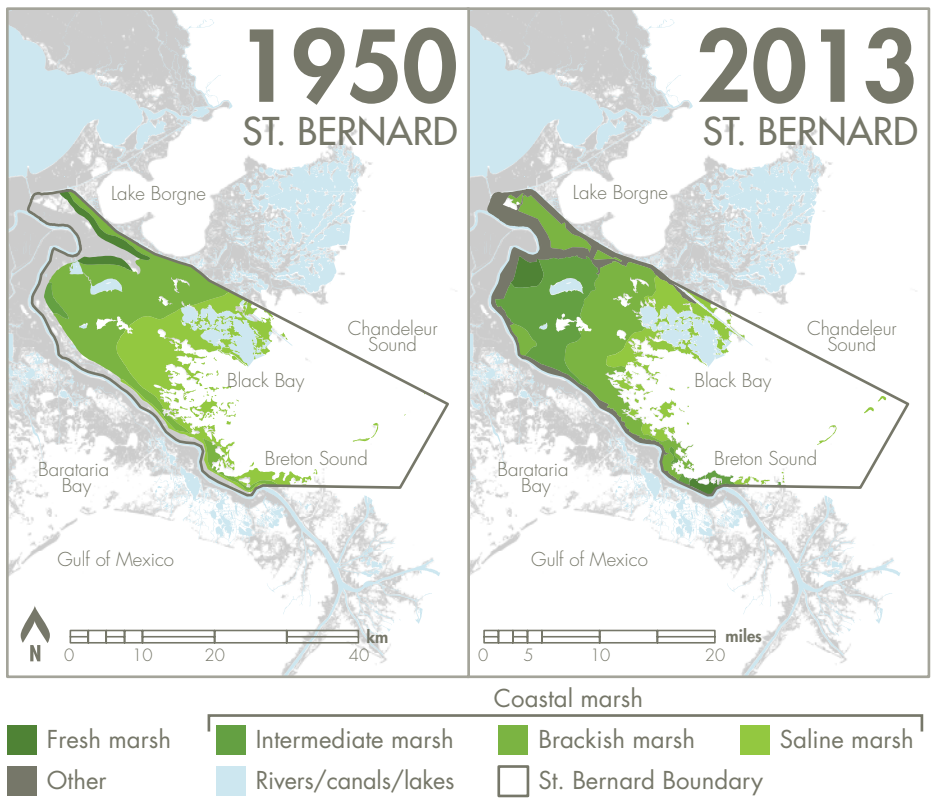 1950
ST. BERNARD
Lake Borgne
Chandeleur
Sound
Black Bay
Breton Sound
Barataria
Bay
Gulf of Mexico
N
km
0 10 20 40
2013
ST. BERNARD
Lake Borgne
Chandeleur
Sound
Black Bay
Breton Sound
Barataria
Bay
Gulf of Mexico
miles
0 5 10 20
Coastal marsh
Fresh marsh
Intermediate marsh
Brackish marsh
Saline marsh
Other
Rivers/canals/lakes
St. Bernard Boundary